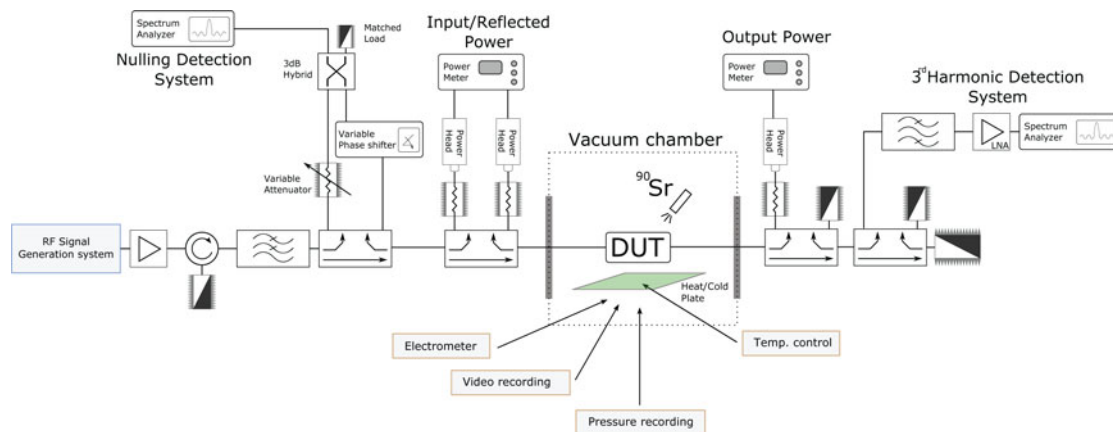 Spectrum
Analyzer
Nulling Detection
System
Matched
Load
3dB
Hybrid
Variable
Phase shifter
Variable
Attenuator
Input/Reflected
Power
Power
Meter
Power
Head
Power
Head
Output Power
Power
Meter
Power
Head
3rd Harmonic Detection
System
LNA
Spectrum
Analyzer
Vacuum chamber
90Sr
RF Signal
Generation system
DUT
Heat/Cold
Plate
Electrometer
Temp. control
Video recording
Pressure recording